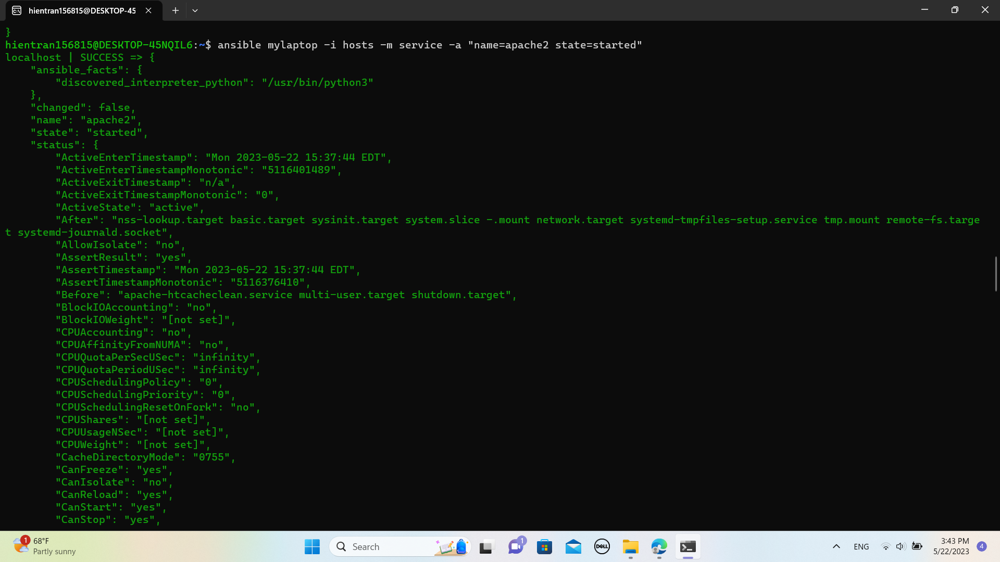 hientran156815@DESKTOP-45
}
hientran156815@DESKTOP-45NQIL6:~$ ansible mylaptop -i hosts -m service -a "name=apache2 state=started"
localhost | SUCCESS => {
    "ansible_facts": {
        "discovered_interpreter_python": "/usr/bin/python3"
    },
    "changed": false,
    "name": "apache2",
    "state": "started",
    "status": {
        "ActiveEnterTimestamp": "Mon 2023-05-22 15:37:44 EDT",
        "ActiveEnterTimestampMonotonic": "5116401489",
        "ActiveExitTimestamp": "n/a",
        "ActiveExitTimestampMonotonic": "0",
        "ActiveState": "active",
        "After": "nss-lookup.target basic.target sysinit.target system.slice -.mount network.target systemd-tmpfiles-setup.service tmp.mount remote-fs.targe
t systemd-journald.socket",
        "AllowIsolate": "no",
        "AssertResult": "yes",
        "AssertTimestamp": "Mon 2023-05-22 15:37:44 EDT",
        "AssertTimestampMonotonic": "5116376410",
        "Before": "apache-htcacheclean.service multi-user.target shutdown.target",
        "BlockIOAccounting": "no",
        "BlockIOWeight": "[not set]",
        "CPUAccounting": "no",
        "CPUAffinityFromNUMA": "no",
        "CPUQuotaPerSecUSec": "infinity",
        "CPUQuotaPeriodUSec": "infinity",
        "CPUSchedulingPolicy": "0",
        "CPUSchedulingPriority": "0",
        "CPUSchedulingResetOnFork": "no",
        "CPUShares": "[not set]",
        "CPUUsageNSec": "[not set]",
        "CPUWeight": "[not set]",
        "CacheDirectoryMode": "0755",
        "CanFreeze": "yes",
        "CanIsolate": "no",
        "CanReload": "yes",
        "CanStart": "yes",
        "CanStop": "yes",
1
68°F
Partly sunny
Search
1
DELL
ENG
3:43 PM
5/22/2023
4